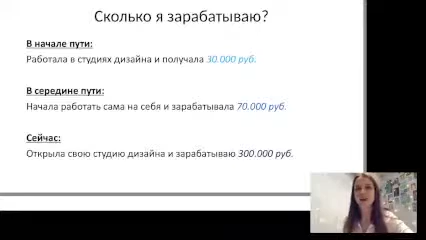 Сколько я зарабатываю?
В начале пути:
Работала в студиях дизайна и получала 30.000 руб.
В середине пути:
Начала работать сама на себя и зарабатывала 70.000 руб.
Сейчас:
Открыла свою студию дизайна и зарабатываю 300.000 руб.